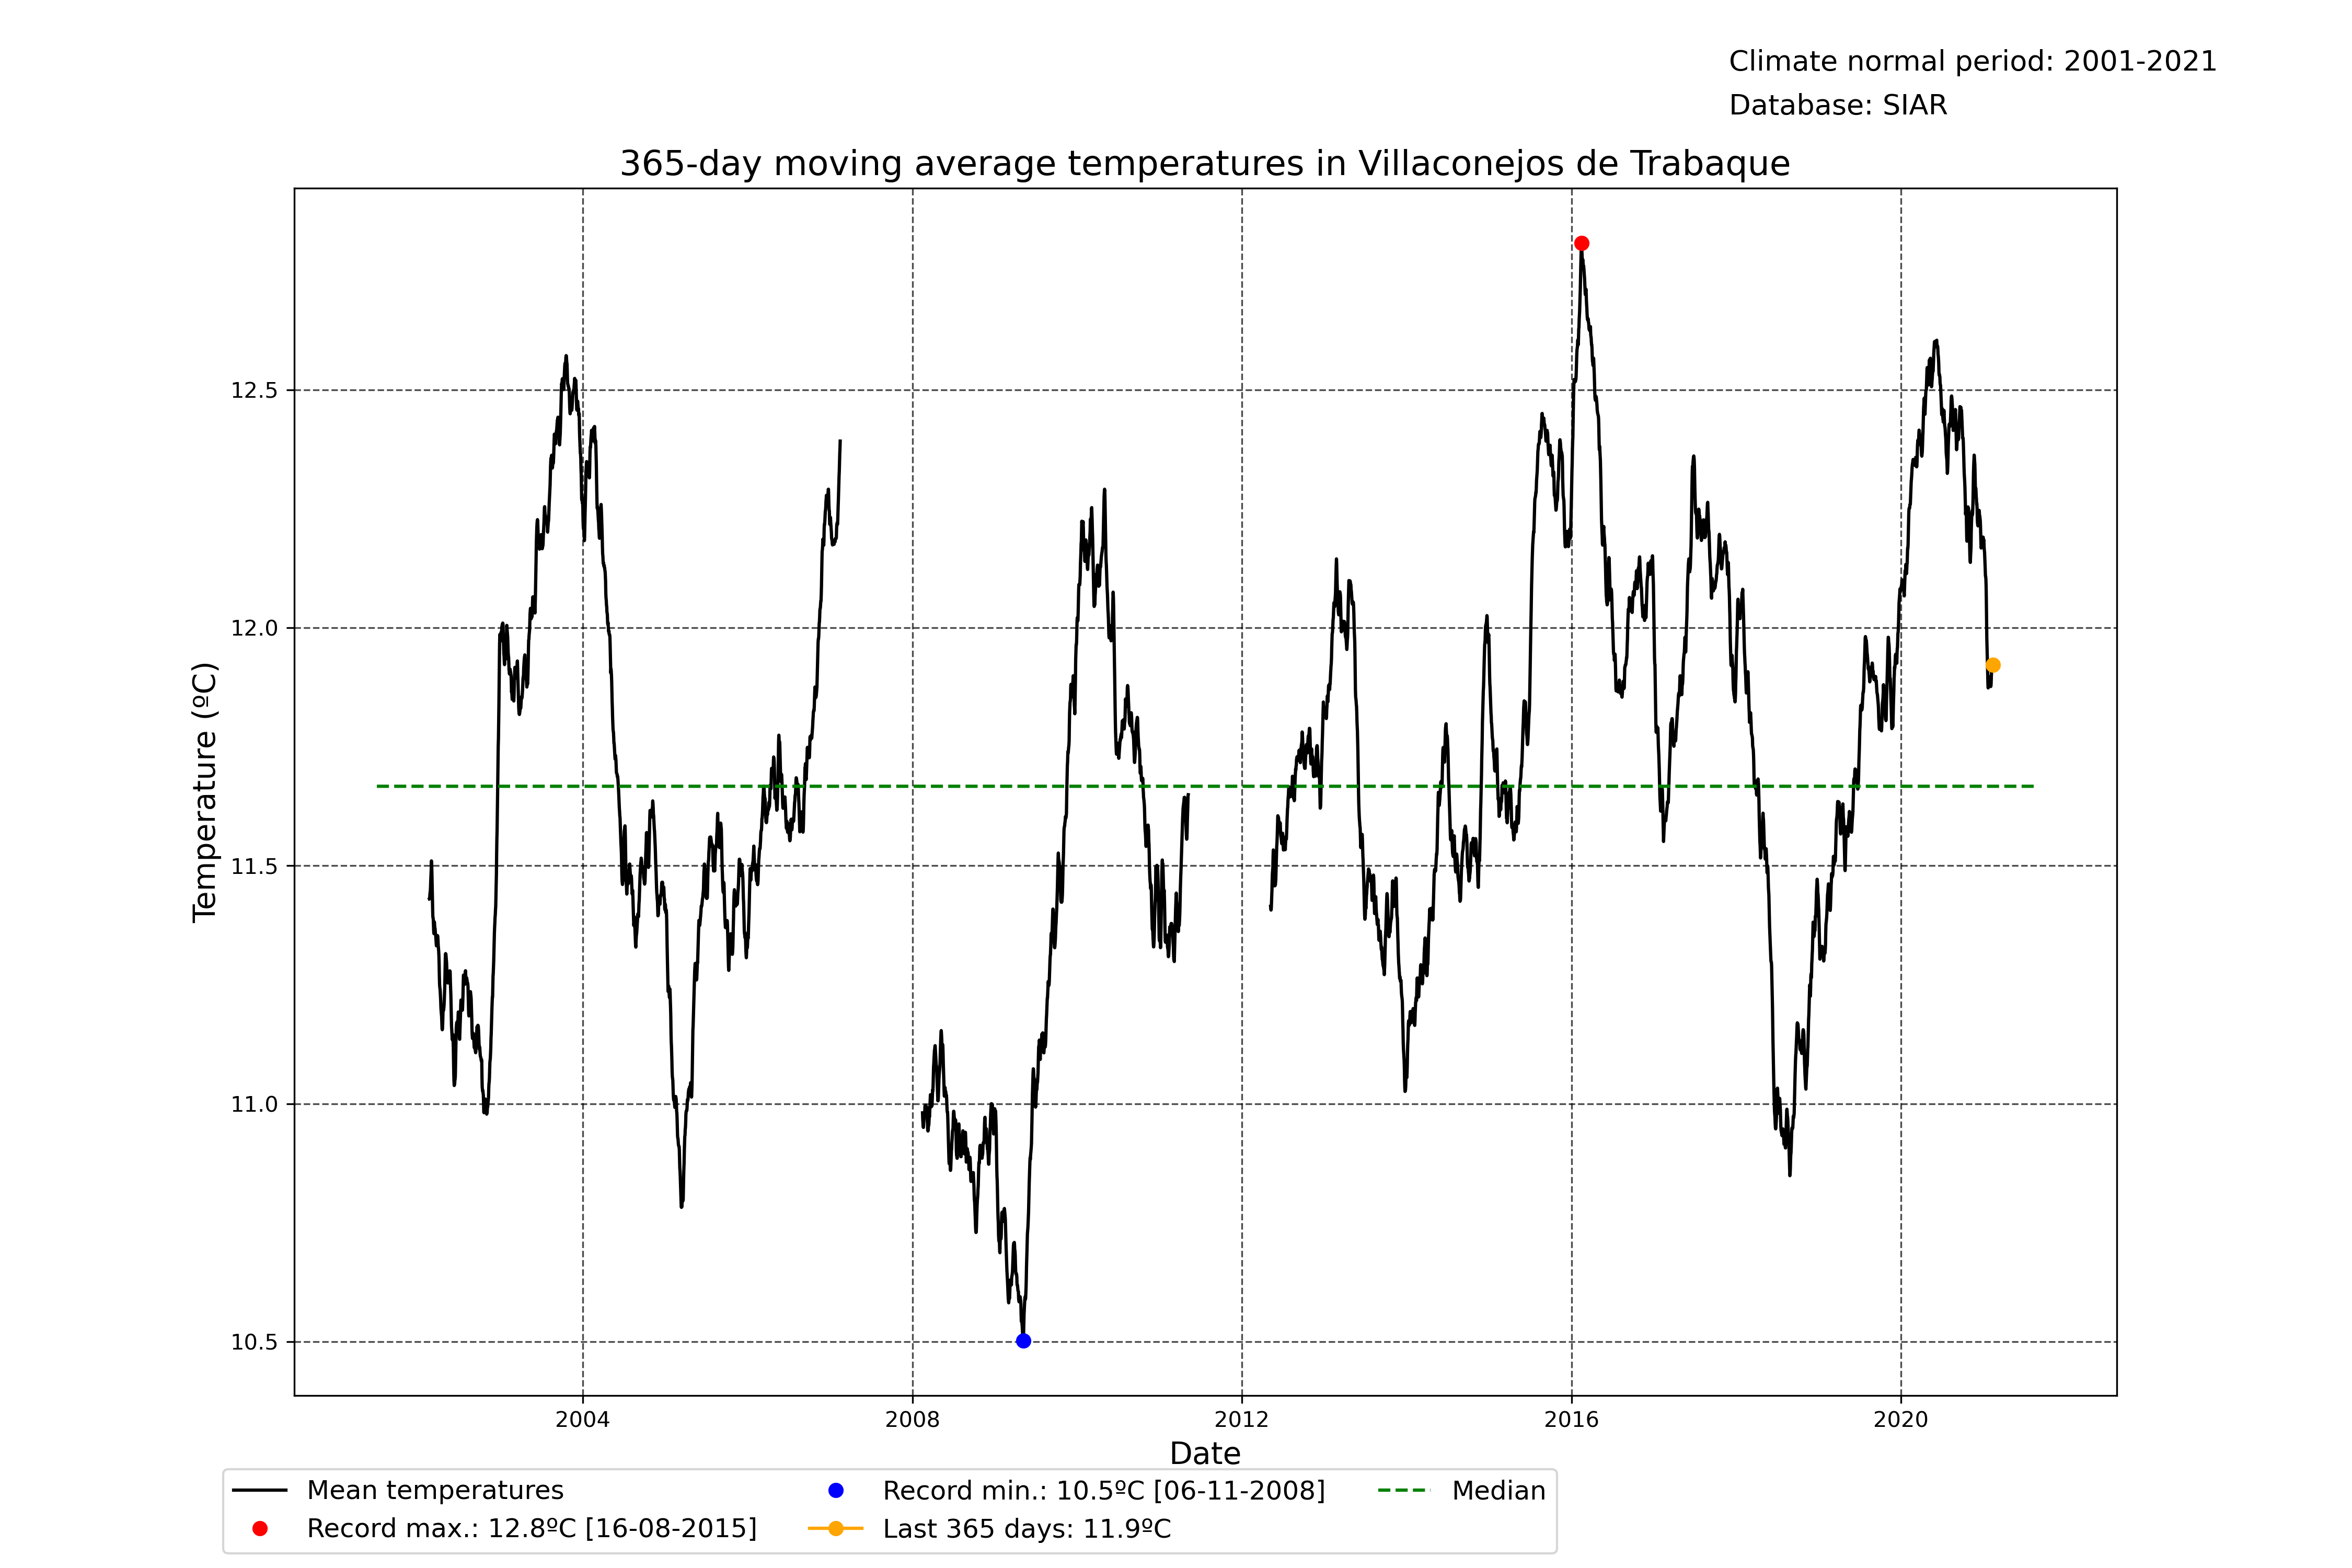 Climate normal period: 2001-2021
Database: SIAR
365-day moving average temperatures in Villaconejos de Trabaque
Temperature (ºC)
12.5
12.0
11.5
11.0
10.5
2004 2008 2012 2016 2020
Date
Mean temperatures
Record max.: 12.8ºC [16-08-2015]
Record min.: 10.5ºC [06-11-2008]
Last 365 days: 11.9ºC
Median